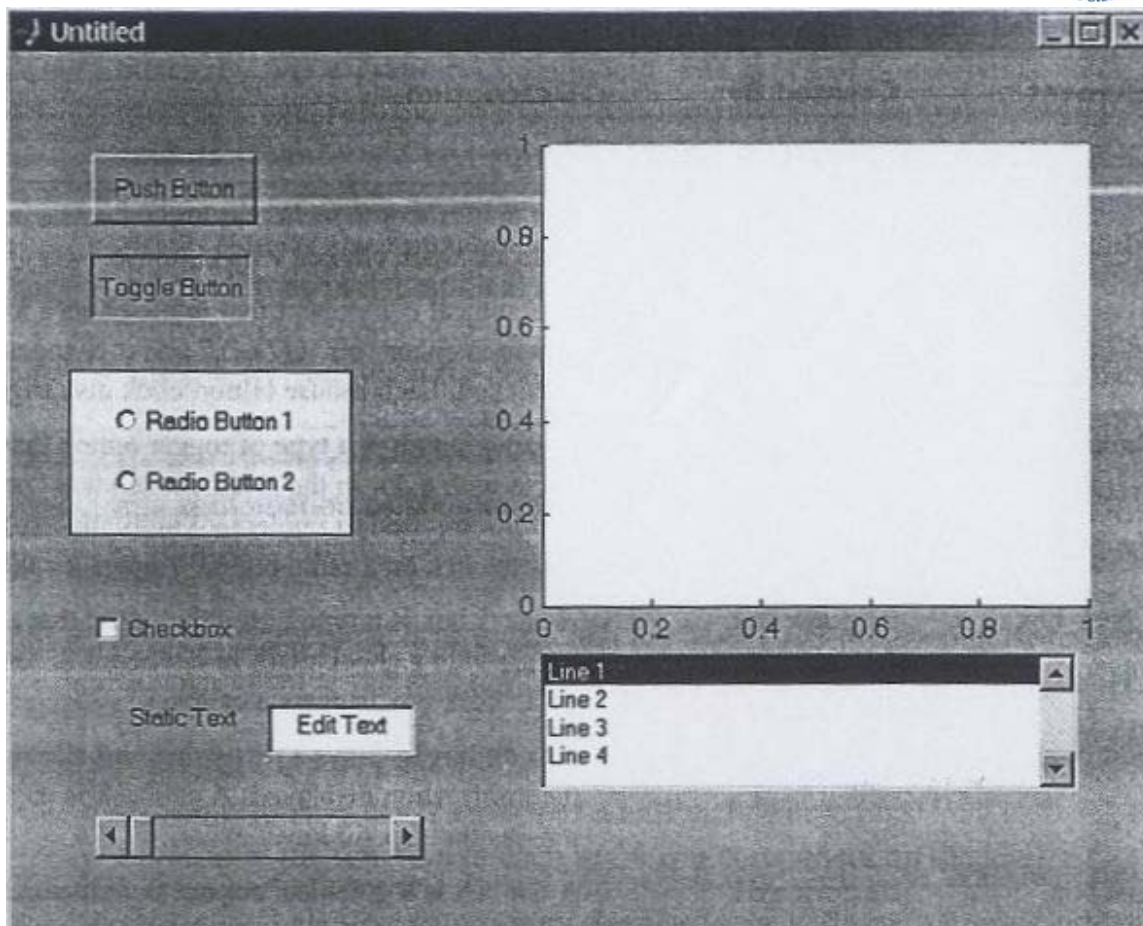 Untitled
Push Button
Toggle Button
Radio Button 1
Radio Button 2
Checkbox
Static Text
Edit Text
1
0.8
0.6
0.4
0.2
0
0 0.2 0.4 0.6 0.8 1
Line 1
Line 2
Line 3
Line 4